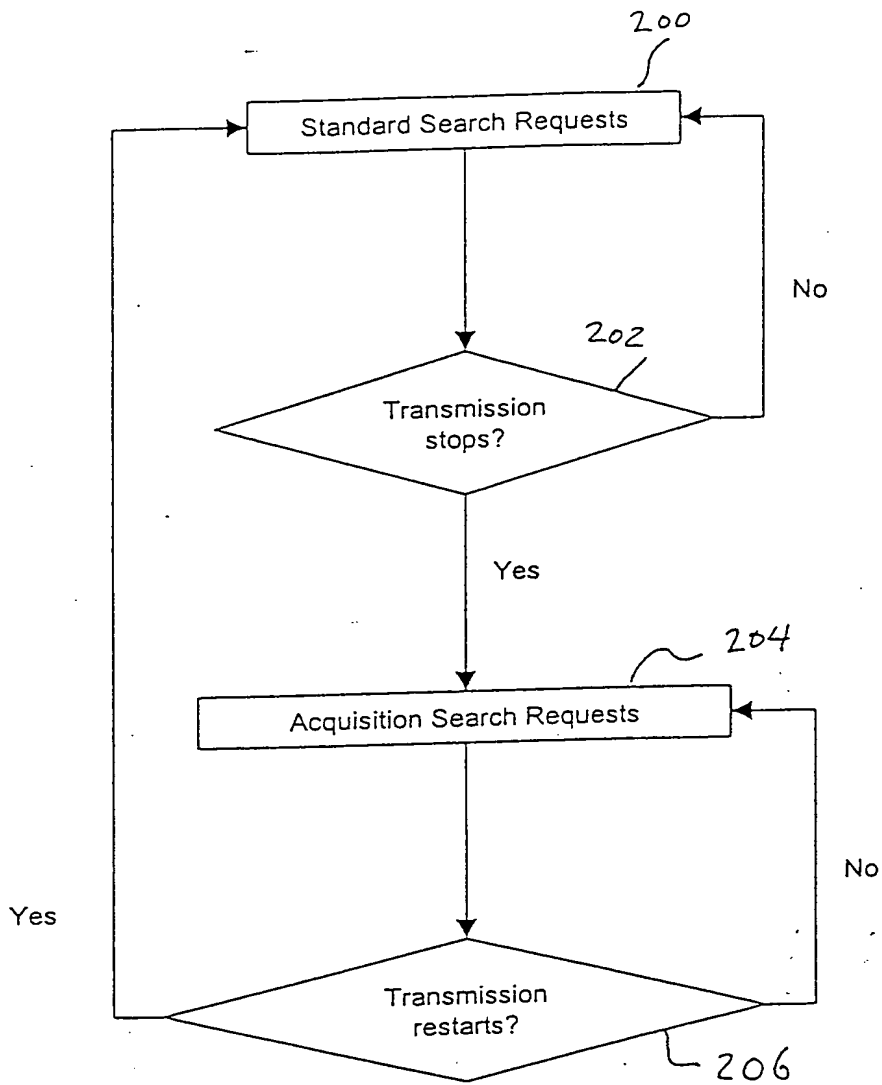 200
Standard Search Requests
No
202
Transmission
stops?
Yes
204
Acquisition Search Requests
No
Yes
Transmission
restarts?
206